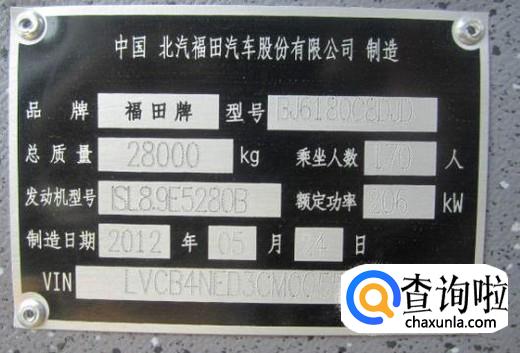 中国 北汽福田汽车股份有限公司 制造
品牌 福田牌 型号 BJ6180C8DJD
总质量 28000 kg 乘坐人数 170 人
发动机型号 ISL8.9E5280B 额定功率 206 kW
制造日期 2012 年 05 月 24 日
VIN
查询啦
chaxunla.com